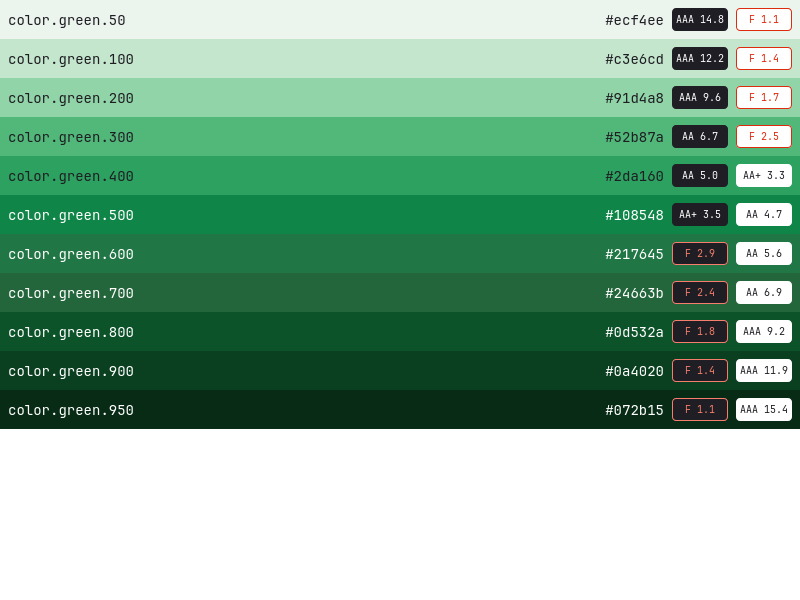 color.green.50 #ecf4ee AAA 14.8 F 1.1
color.green.100 #c3e6cd AAA 12.2 F 1.4
color.green.200 #91d4a8 AAA 9.6 F 1.7
color.green.300 #52b87a AA 6.7 F 2.5
color.green.400 #2da160 AA 5.0 AA+ 3.3
color.green.500 #108548 AA+ 3.5 AA 4.7
color.green.600 #217645 F 2.9 AA 5.6
color.green.700 #24663b F 2.4 AA 6.9
color.green.800 #0d532a F 1.8 AAA 9.2
color.green.900 #0a4020 F 1.4 AAA 11.9
color.green.950 #072b15 F 1.1 AAA 15.4